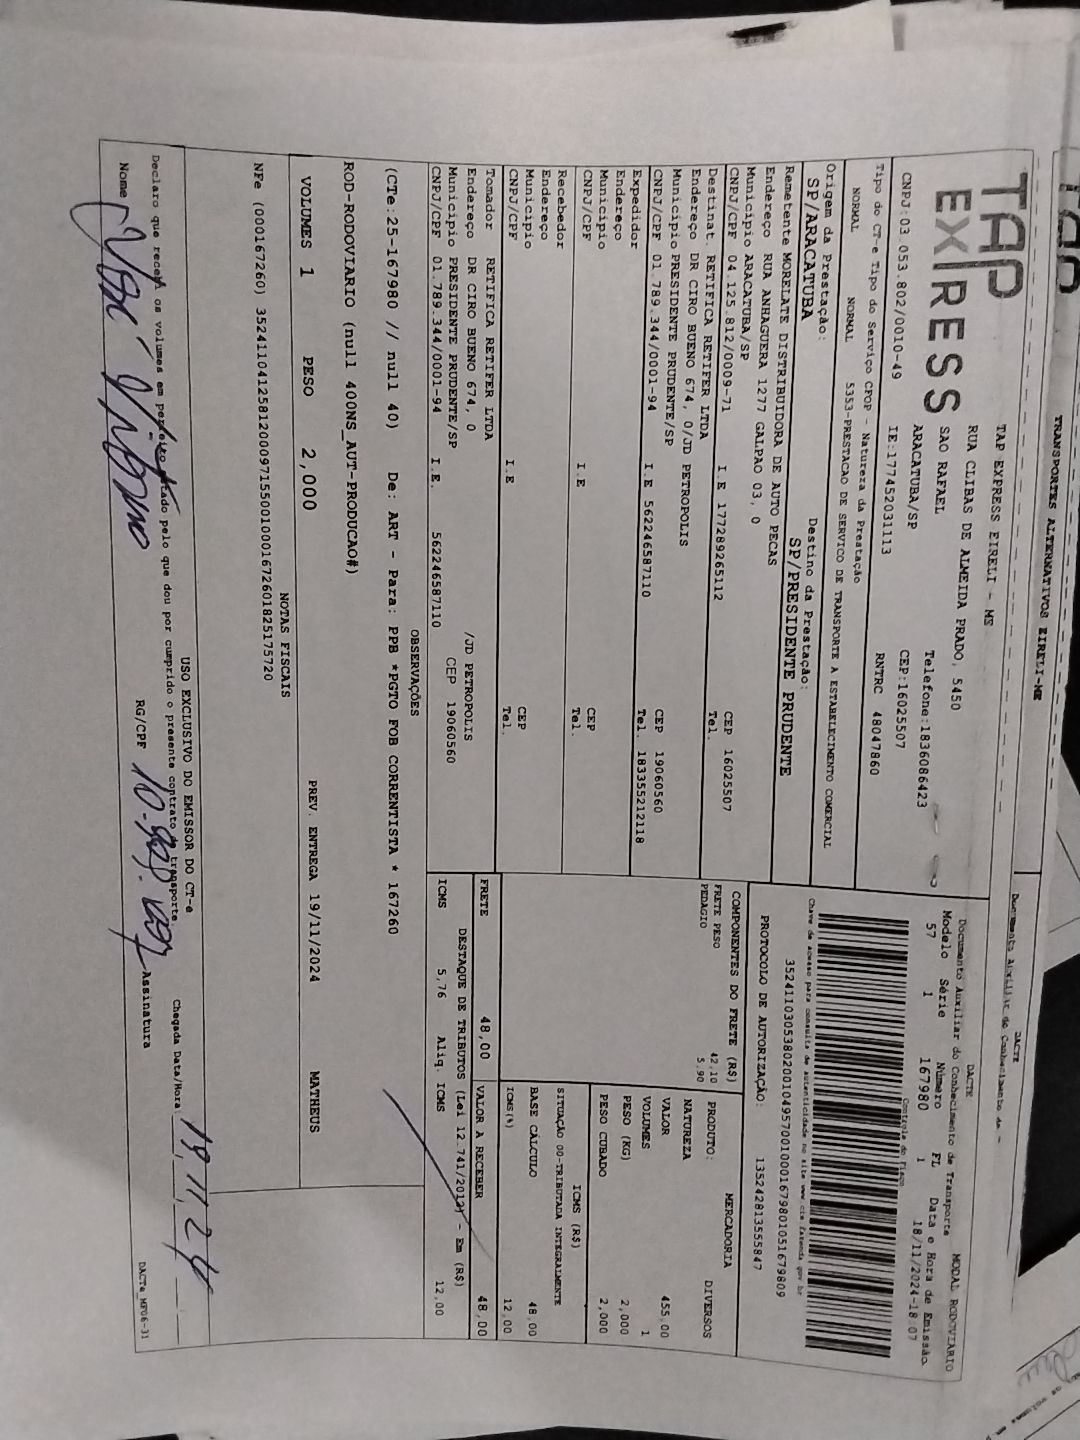 TRANSPORTES ALTERNATIVOS EIRELI-ME
DACTE
TAP
EXPRESS
TAP EXPRESS EIRELI - ME
RUA CLIBAS DE ALMEIDA PRADO, 5450
SAO RAFAEL
Telefone:1836086423
ARACATUBA/SP
CEP:16025507
CNPJ:03.053.802/0010-49 IE:177452031113 RNTRC 48047860
DACTE
Documento Auxiliar do Conhecimento de Transporte
MODAL RODOVIÁRIO
Modelo Série Número FL Data e Hora de Emissão
57 1 167980 1 18/11/2024-18:07
Controle do Fisco
Tipo do CT-e Tipo do Serviço CFOP - Natureza da Prestação
NORMAL NORMAL 5353-PRESTACAO DE SERVICO DE TRANSPORTE A ESTABELECIMENTO COMERCIAL
Chave de acesso para consulta de autenticidade no site www.cte.fazenda.gov.br
35241103053802001049570010001679801051679809
PROTOCOLO DE AUTORIZAÇÃO: 135242813555847
Origem da Prestação: Destino da Prestação:
SP/ARACATUBA SP/PRESIDENTE PRUDENTE
Remetente MORELATE DISTRIBUIDORA DE AUTO PECAS
Endereço RUA ANHAGUERA 1277 GALPAO 03, 0
Municipio ARACATUBA/SP CEP 16025507
CNPJ/CPF 04.125.812/0009-71 I.E 177289265112 Tel.
Destinat. RETIFICA RETIFER LTDA
Endereço DR CIRO BUENO 674, 0/JD PETROPOLIS
Municipio PRESIDENTE PRUDENTE/SP CEP 19060560
CNPJ/CPF 01.789.344/0001-94 I.E 562246587110 Tel. 183355212118
Expedidor
Endereço
Municipio CEP
CNPJ/CPF I.E Tel.
Recebedor
Endereço
Municipio CEP
CNPJ/CPF I.E Tel.
Tomador RETIFICA RETIFER LTDA
Endereço DR CIRO BUENO 674, 0 /JD PETROPOLIS
Municipio PRESIDENTE PRUDENTE/SP CEP 19060560
CNPJ/CPF 01.789.344/0001-94 I.E. 562246587110
COMPONENTES DO FRETE (R$)
FRETE PESO 42,10
PEDAGIO 5,90
PRODUTO: MERCADORIA
NATUREZA DIVERSOS
VALOR 455,00
VOLUMES 1
PESO (KG) 2,000
PESO CUBADO 2,000
ICMS (R$)
SITUAÇÃO 00-TRIBUTADA INTEGRALMENTE
BASE CÁLCULO 48,00
ICMS(%) 12,00
FRETE 48,00 VALOR A RECEBER 48,00
DESTAQUE DE TRIBUTOS (Lei 12.741/2012) - Em (R$)
ICMS 5,76 Aliq. ICMS 12,00
OBSERVAÇÕES
(CTe:25-167980 // null 40) De: ART - Para: PPB *PGTO FOB CORRENTISTA * 167260
ROD-RODOVIARIO (null 400NS_AUT-PRODUCAO#)
VOLUMES 1 PESO 2,000 PREV. ENTREGA 19/11/2024 MATHEUS
NOTAS FISCAIS
NFe (000167260) 35241104125812000971550010001672601825175720
USO EXCLUSIVO DO EMISSOR DO CT-e
Declaro que recebi os volumes em perfeito estado pelo que dou por cumprido o presente contrato de transporte.
Chegada Data/Hora 19 11 24
Nome RG/CPF Assinatura
DACTe_MF06-31